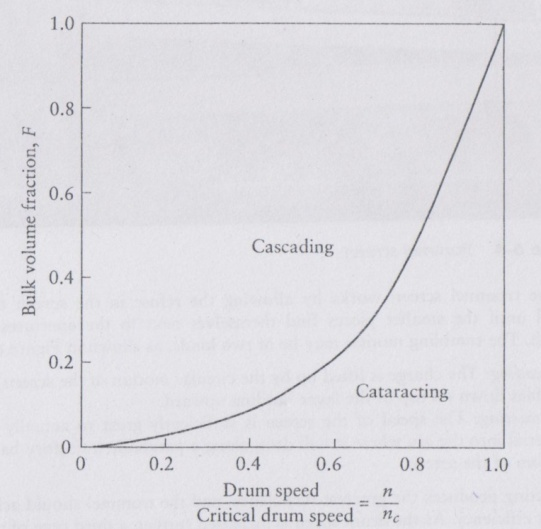 1.0
0.8
0.6
0.4
0.2
0
Bulk volume fraction, F
Cascading
Cataracting
0 0.2 0.4 0.6 0.8 1.0
Drum speed / Critical drum speed = n / n_c